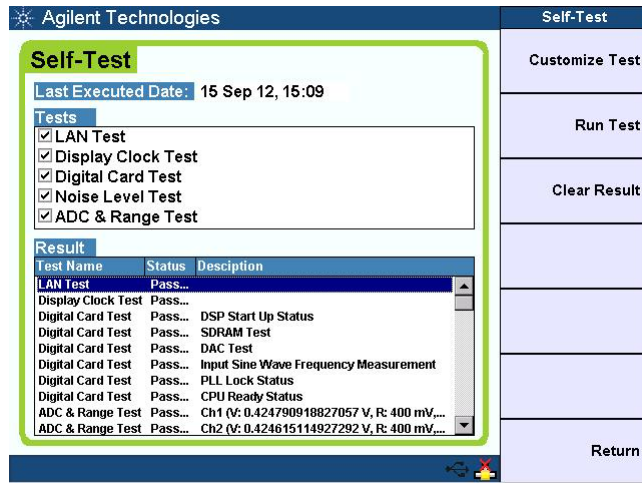 Agilent Technologies
Self-Test
Self-Test
Last Executed Date: 15 Sep 12, 15:09
Tests
LAN Test
Display Clock Test
Digital Card Test
Noise Level Test
ADC & Range Test
Result
Test Name Status Desciption
LAN Test Pass...
Display Clock Test Pass...
Digital Card Test Pass... DSP Start Up Status
Digital Card Test Pass... SDRAM Test
Digital Card Test Pass... DAC Test
Digital Card Test Pass... Input Sine Wave Frequency Measurement
Digital Card Test Pass... PLL Lock Status
Digital Card Test Pass... CPU Ready Status
ADC & Range Test Pass... Ch1 (V: 0.424790918827057 V, R: 400 mV,...
ADC & Range Test Pass... Ch2 (V: 0.424615114927292 V, R: 400 mV,...
Customize Test
Run Test
Clear Result
Return